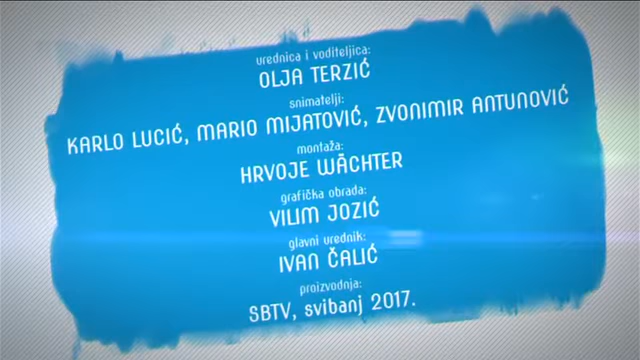 urednica i voditeljica:
OLJA TERZIĆ
snimatelji:
KARLO LUCIĆ, MARIO MIJATOVIĆ, ZVONIMIR ANTUNOVIĆ
montaža:
HRVOJE WÄCHTER
grafička obrada:
VILIM JOZIĆ
glavni urednik:
IVAN ČALIĆ
proizvodnja:
SBTV, svibanj 2017.